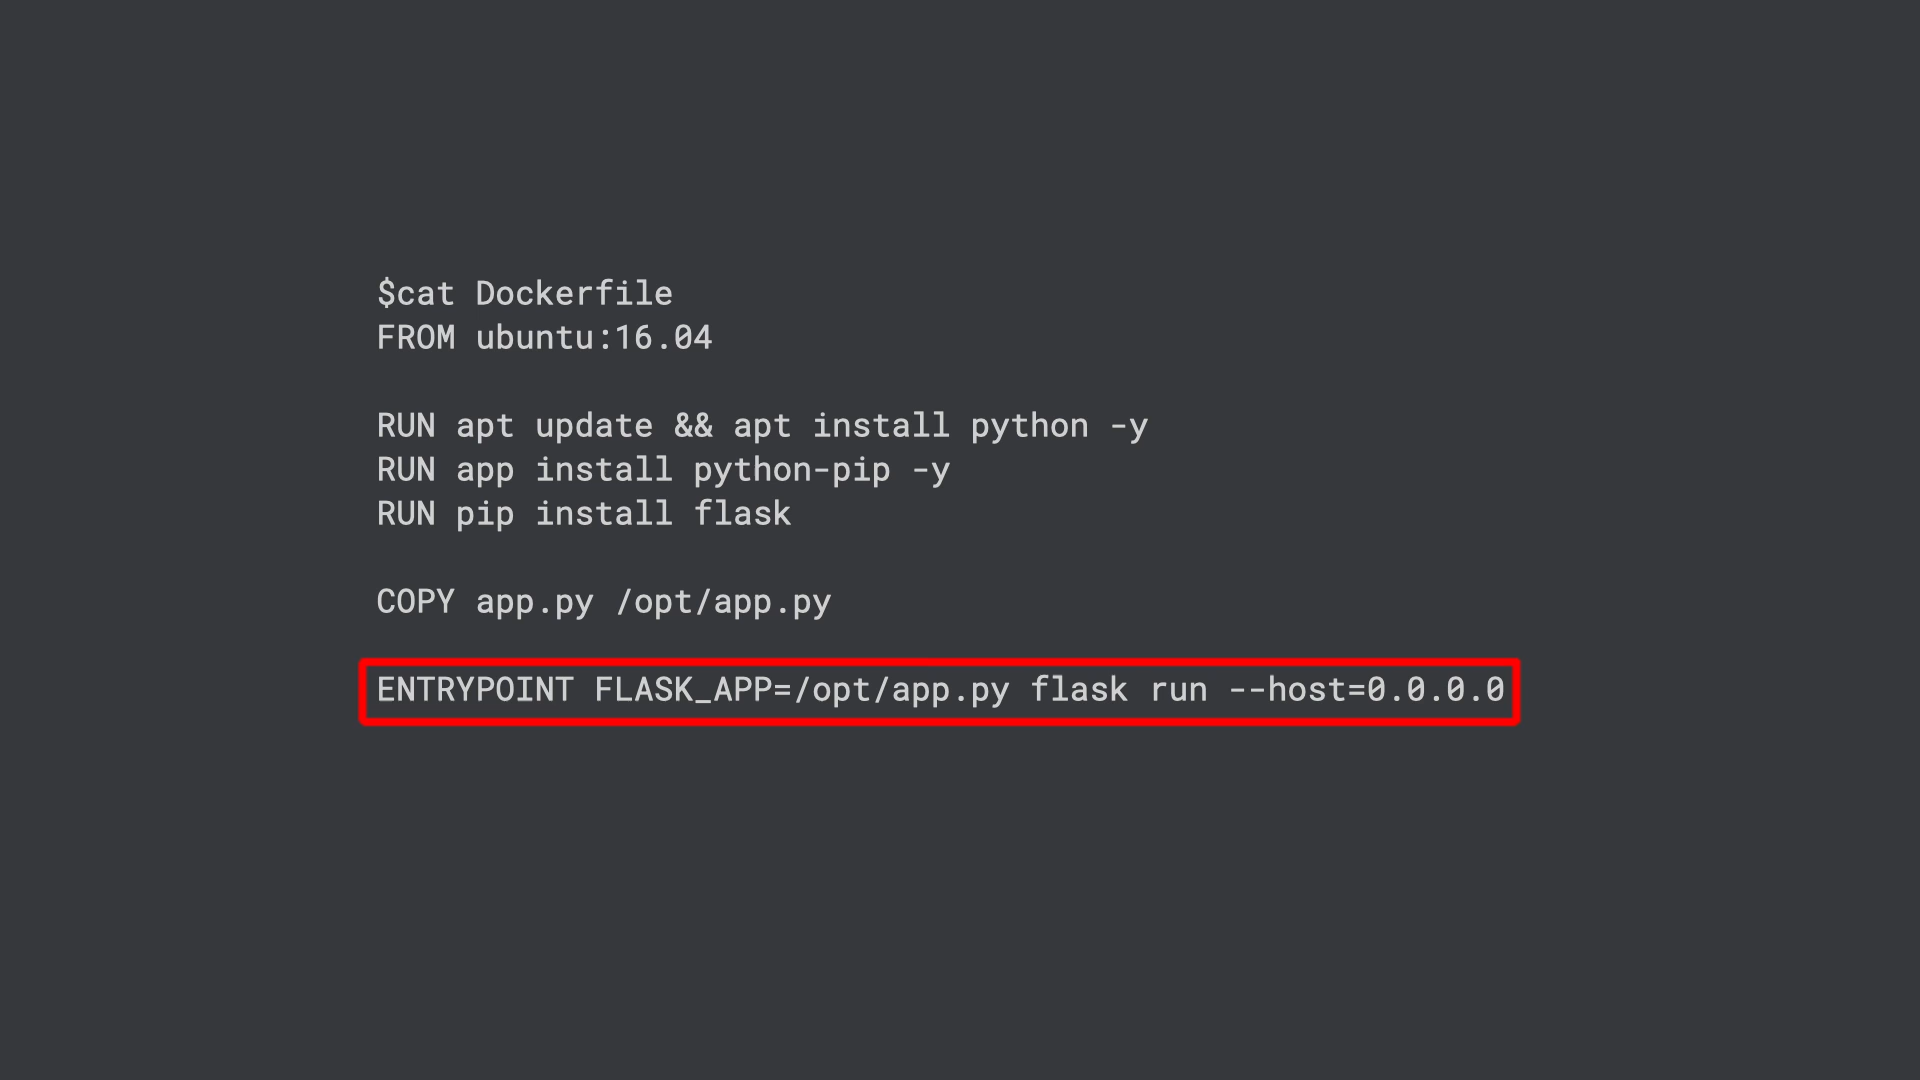 $cat Dockerfile
FROM ubuntu:16.04
RUN apt update && apt install python -y
RUN app install python-pip -y
RUN pip install flask
COPY app.py /opt/app.py
ENTRYPOINT FLASK_APP=/opt/app.py flask run --host=0.0.0.0